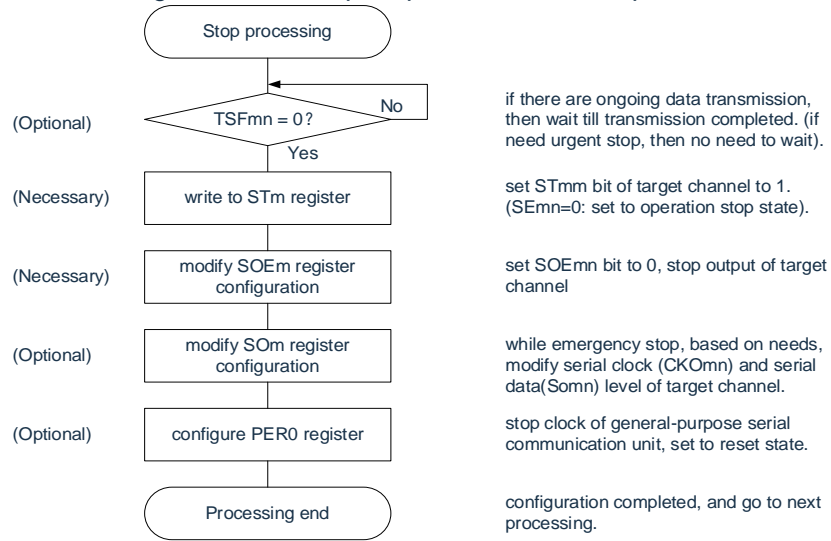 Stop processing
(Optional)
TSFmn = 0?
No
Yes
if there are ongoing data transmission,
then wait till transmission completed. (if
need urgent stop, then no need to wait).
(Necessary)
write to STm register
set STmm bit of target channel to 1.
(SEmn=0: set to operation stop state).
(Necessary)
modify SOEm register
configuration
set SOEmn bit to 0, stop output of target
channel
(Optional)
modify SOm register
configuration
while emergency stop, based on needs,
modify serial clock (CKOmn) and serial
data(Somn) level of target channel.
(Optional)
configure PER0 register
stop clock of general-purpose serial
communication unit, set to reset state.
Processing end
configuration completed, and go to next
processing.